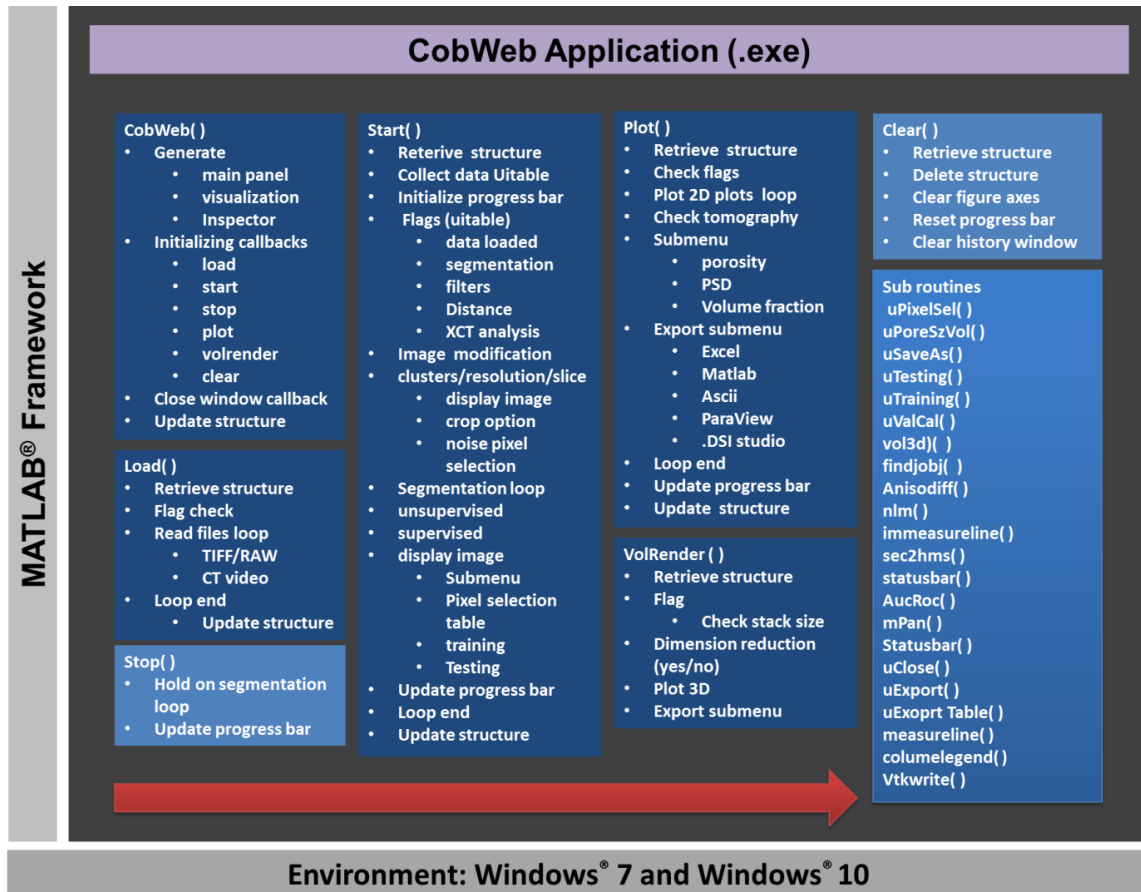 CobWeb Application (.exe)
MATLAB® Framework
CobWeb( )
• Generate
• main panel
• visualization
• Inspector
• Initializing callbacks
• load
• start
• stop
• plot
• volrender
• clear
• Close window callback
• Update structure
Load( )
• Retrieve structure
• Flag check
• Read files loop
• TIFF/RAW
• CT video
• Loop end
• Update structure
Stop( )
• Hold on segmentation
loop
• Update progress bar
Start( )
• Reterive structure
• Collect data Uitable
• Initialize progress bar
• Flags (uitable)
• data loaded
• segmentation
• filters
• Distance
• XCT analysis
• Image modification
• clusters/resolution/slice
• display image
• crop option
• noise pixel
selection
• Segmentation loop
• unsupervised
• supervised
• display image
• Submenu
• Pixel selection
table
• training
• Testing
• Update progress bar
• Loop end
• Update structure
Plot( )
• Retrieve structure
• Check flags
• Plot 2D plots loop
• Check tomography
• Submenu
• porosity
• PSD
• Volume fraction
• Export submenu
• Excel
• Matlab
• Ascii
• ParaView
• .DSI studio
• Loop end
• Update progress bar
• Update structure
VolRender( )
• Retrieve structure
• Flag
• Check stack size
• Dimension reduction
(yes/no)
• Plot 3D
• Export submenu
Clear( )
• Retrieve structure
• Delete structure
• Clear figure axes
• Reset progress bar
• Clear history window
Sub routines
uPixelSel( )
uPoreSzVol( )
uSaveAs( )
uTesting( )
uTraining( )
uValCal( )
vol3d)( )
findjobj( )
Anisodiff( )
nlm( )
immeasureline( )
sec2hms( )
statusbar( )
AucRoc( )
mPan( )
Statusbar( )
uClose( )
uExport( )
uExoprt Table( )
measureline( )
columelegend( )
Vtkwrite( )
Environment: Windows® 7 and Windows® 10